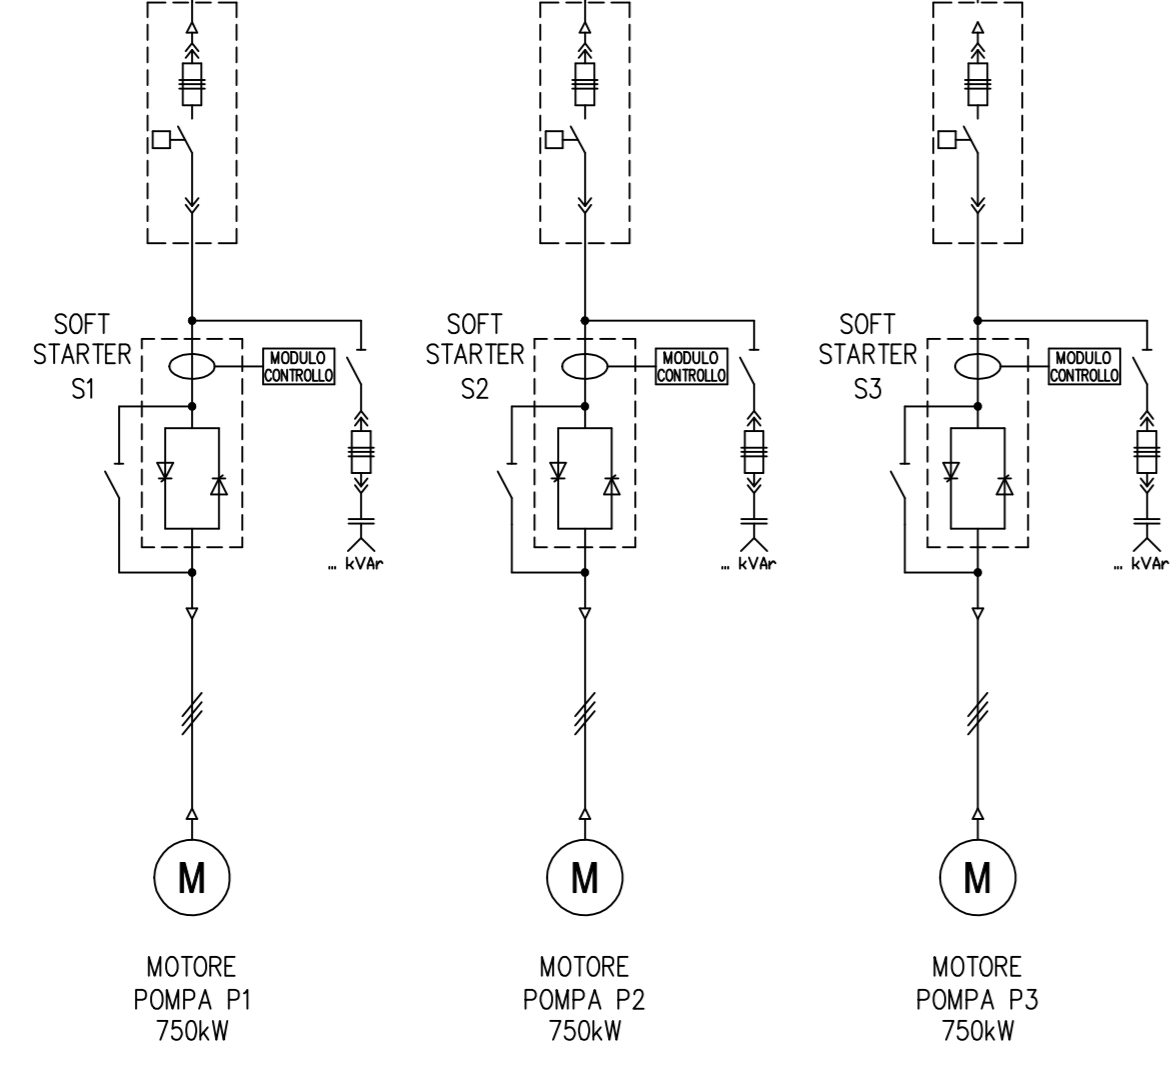 SOFT
STARTER
S1
MODULO
CONTROLLO
... kVAr
SOFT
STARTER
S2
MODULO
CONTROLLO
... kVAr
SOFT
STARTER
S3
MODULO
CONTROLLO
... kVAr
M
M
M
MOTORE
POMPA P1
750kW
MOTORE
POMPA P2
750kW
MOTORE
POMPA P3
750kW